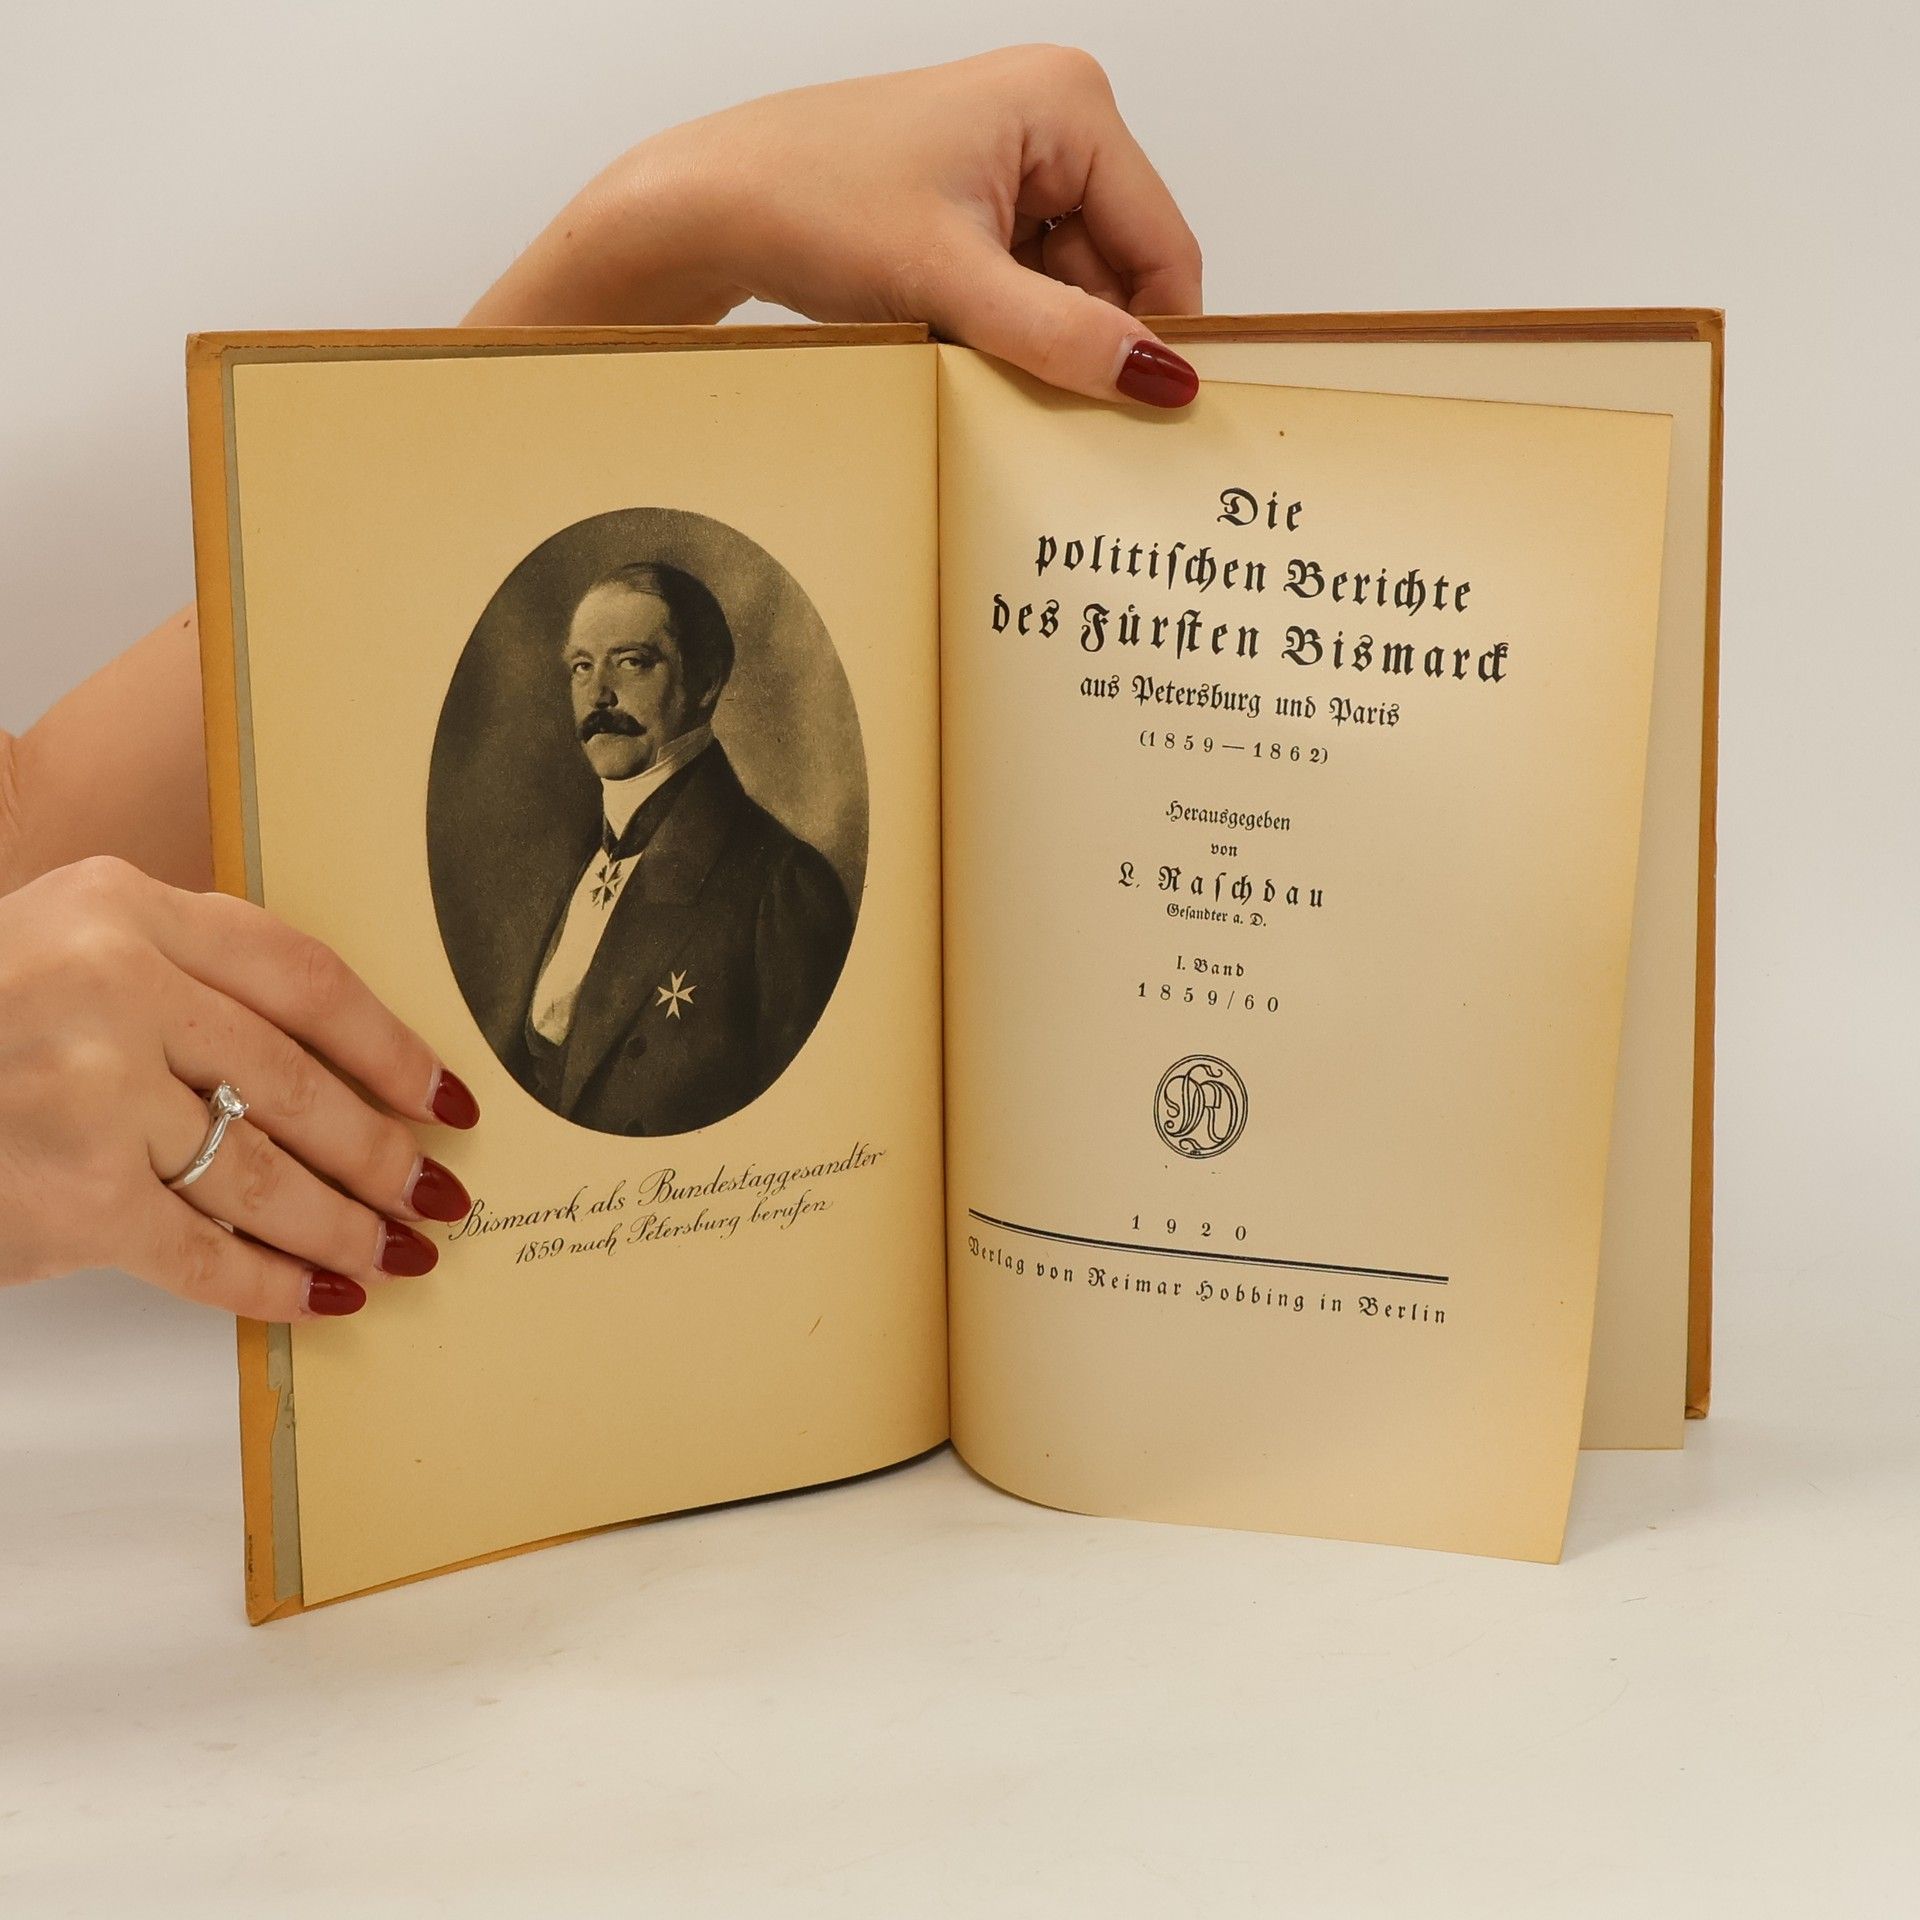 Bismarck als Bundestaggesandter
1859 nach Petersburg berufen
Die
politiſchen Berichte
des Fürſten Bismarck
aus Petersburg und Paris
(1859—1862)
Herausgegeben
von
L. Raſchdau
Geſandter a. D.
I. Band
1859/60
1920
Verlag von Reimar Hobbing in Berlin